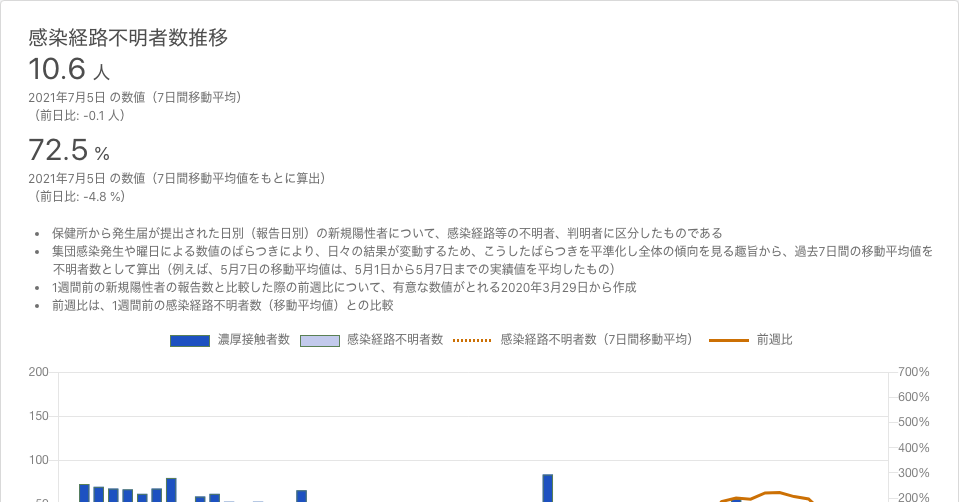 感染経路不明者数推移
10.6 人
2021年7月5日 の数値（7日間移動平均）
（前日比: -0.1 人）
72.5 %
2021年7月5日 の数値（7日間移動平均値をもとに算出）
（前日比: -4.8 %）
• 保健所から発生届が提出された日別（報告日別）の新規陽性者について、感染経路等の不明者、判明者に区分したものである
• 集団感染発生や曜日による数値のばらつきにより、日々の結果が変動するため、こうしたばらつきを平準化し全体の傾向を見る趣旨から、過去7日間の移動平均値を
不明者数として算出（例えば、5月7日の移動平均値は、5月1日から5月7日までの実績値を平均したもの）
• 1週間前の新規陽性者の報告数と比較した際の前週比について、有意な数値がとれる2020年3月29日から作成
• 前週比は、1週間前の感染経路不明者数（移動平均値）との比較
濃厚接触者数 感染経路不明者数 感染経路不明者数（7日間移動平均） 前週比
200 700%
600%
150 500%
400%
100 300%
50 200%